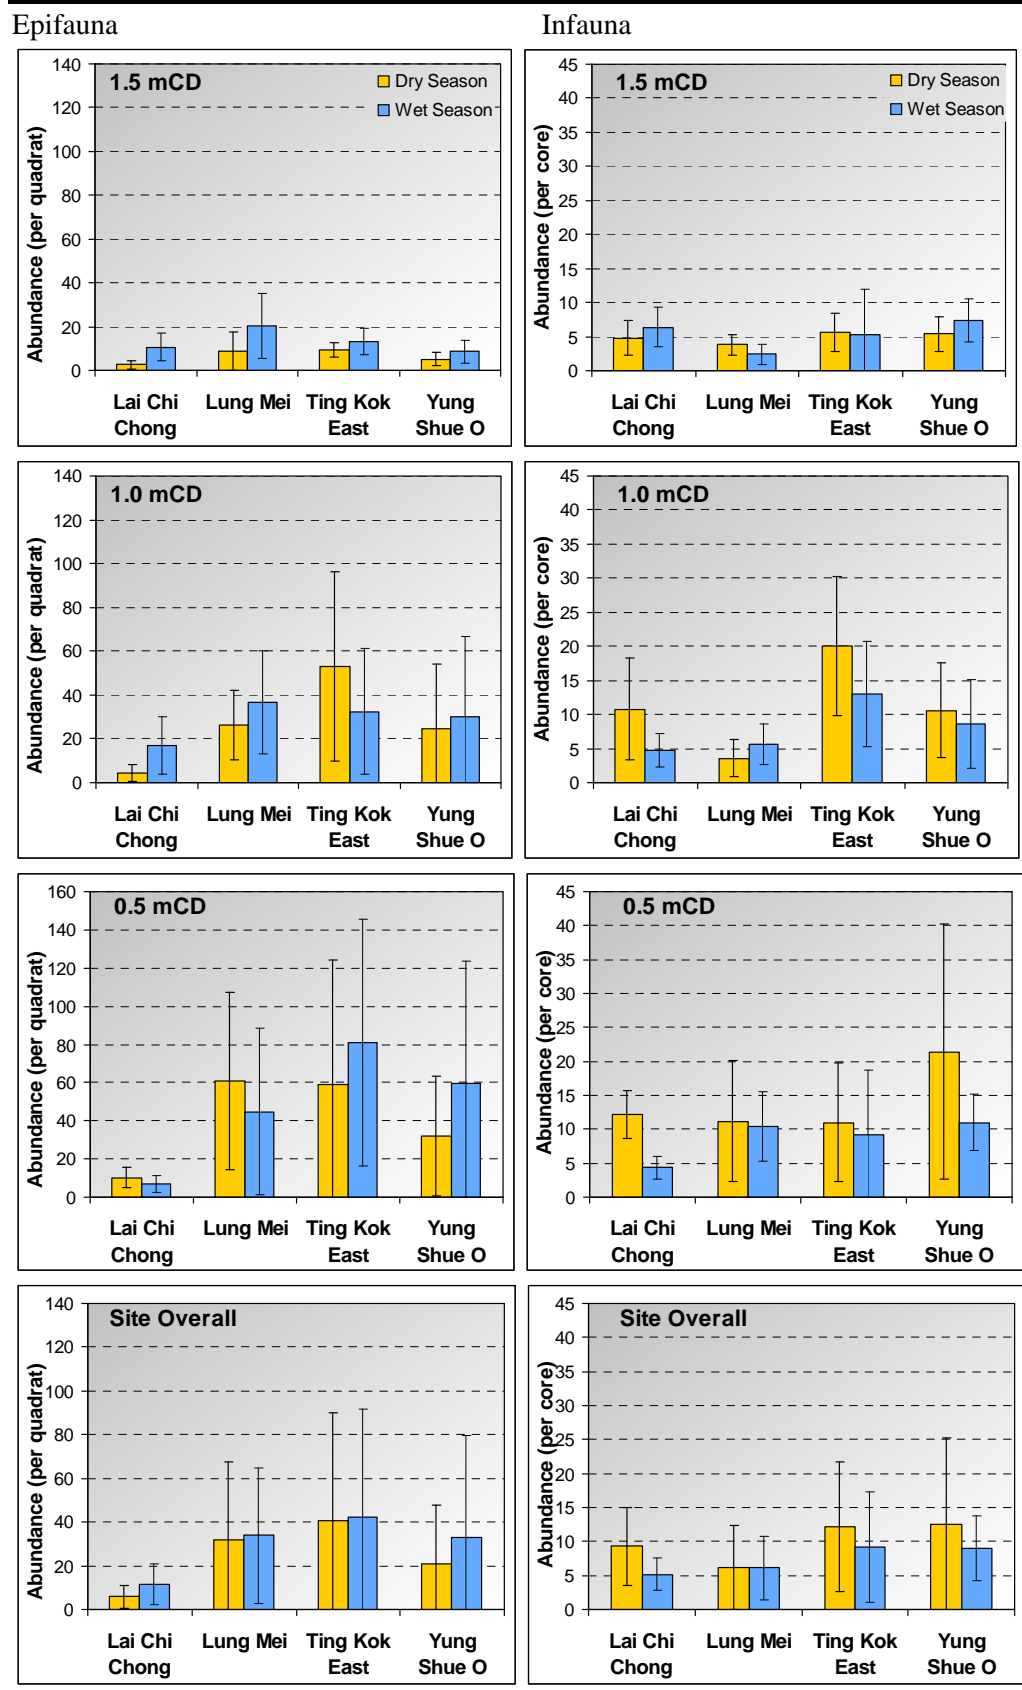 Epifauna
Infauna
1.5 mCD
Dry Season
Wet Season
Abundance (per quadrat)
140
120
100
80
60
40
20
0
Lai Chi Chong
Lung Mei
Ting Kok East
Yung Shue O
1.5 mCD
Dry Season
Wet Season
Abundance (per core)
45
40
35
30
25
20
15
10
5
0
Lai Chi Chong
Lung Mei
Ting Kok East
Yung Shue O
1.0 mCD
Abundance (per quadrat)
140
120
100
80
60
40
20
0
Lai Chi Chong
Lung Mei
Ting Kok East
Yung Shue O
1.0 mCD
Abundance (per core)
45
40
35
30
25
20
15
10
5
0
Lai Chi Chong
Lung Mei
Ting Kok East
Yung Shue O
0.5 mCD
Abundance (per quadrat)
160
140
120
100
80
60
40
20
0
Lai Chi Chong
Lung Mei
Ting Kok East
Yung Shue O
0.5 mCD
Abundance (per core)
45
40
35
30
25
20
15
10
5
0
Lai Chi Chong
Lung Mei
Ting Kok East
Yung Shue O
Site Overall
Abundance (per quadrat)
140
120
100
80
60
40
20
0
Lai Chi Chong
Lung Mei
Ting Kok East
Yung Shue O
Site Overall
Abundance (per core)
45
40
35
30
25
20
15
10
5
0
Lai Chi Chong
Lung Mei
Ting Kok East
Yung Shue O